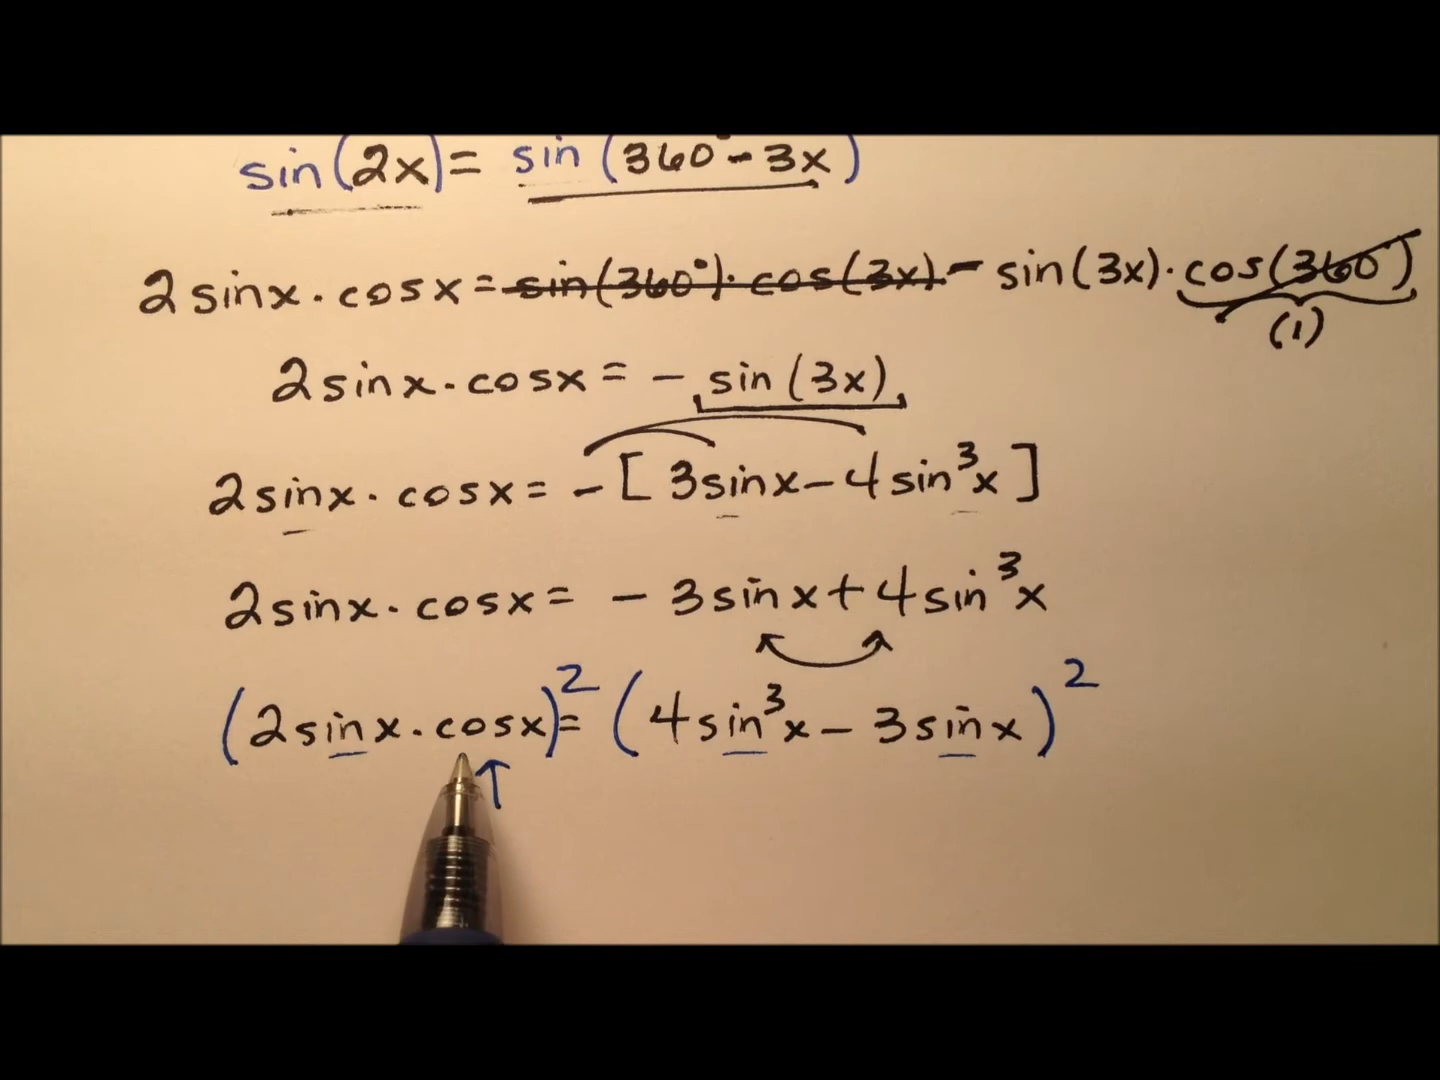 sin(2x) = sin(360° - 3x)
2sinx · cosx = sin(360°) · cos(3x) - sin(3x) · cos(360°)
(1)
2sinx · cosx = - sin(3x)
2sinx · cosx = - [3sinx - 4sin³x]
2sinx · cosx = - 3sinx + 4sin³x
(2sinx · cosx)² = (4sin³x - 3sinx)²